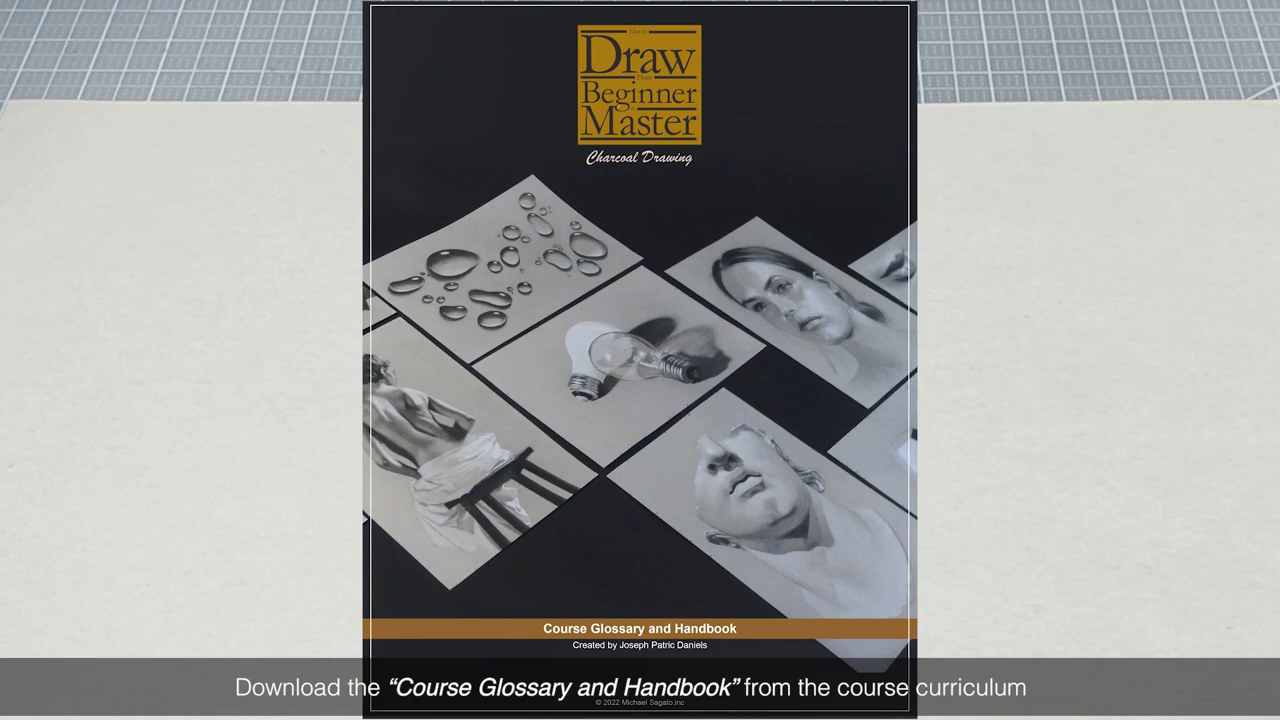 How to
Draw
From
Beginner
to
Master
Charcoal Drawing
Course Glossary and Handbook
Created by Joseph Patric Daniels
Download the “Course Glossary and Handbook” from the course curriculum
© 2022 Michael Sagato.inc